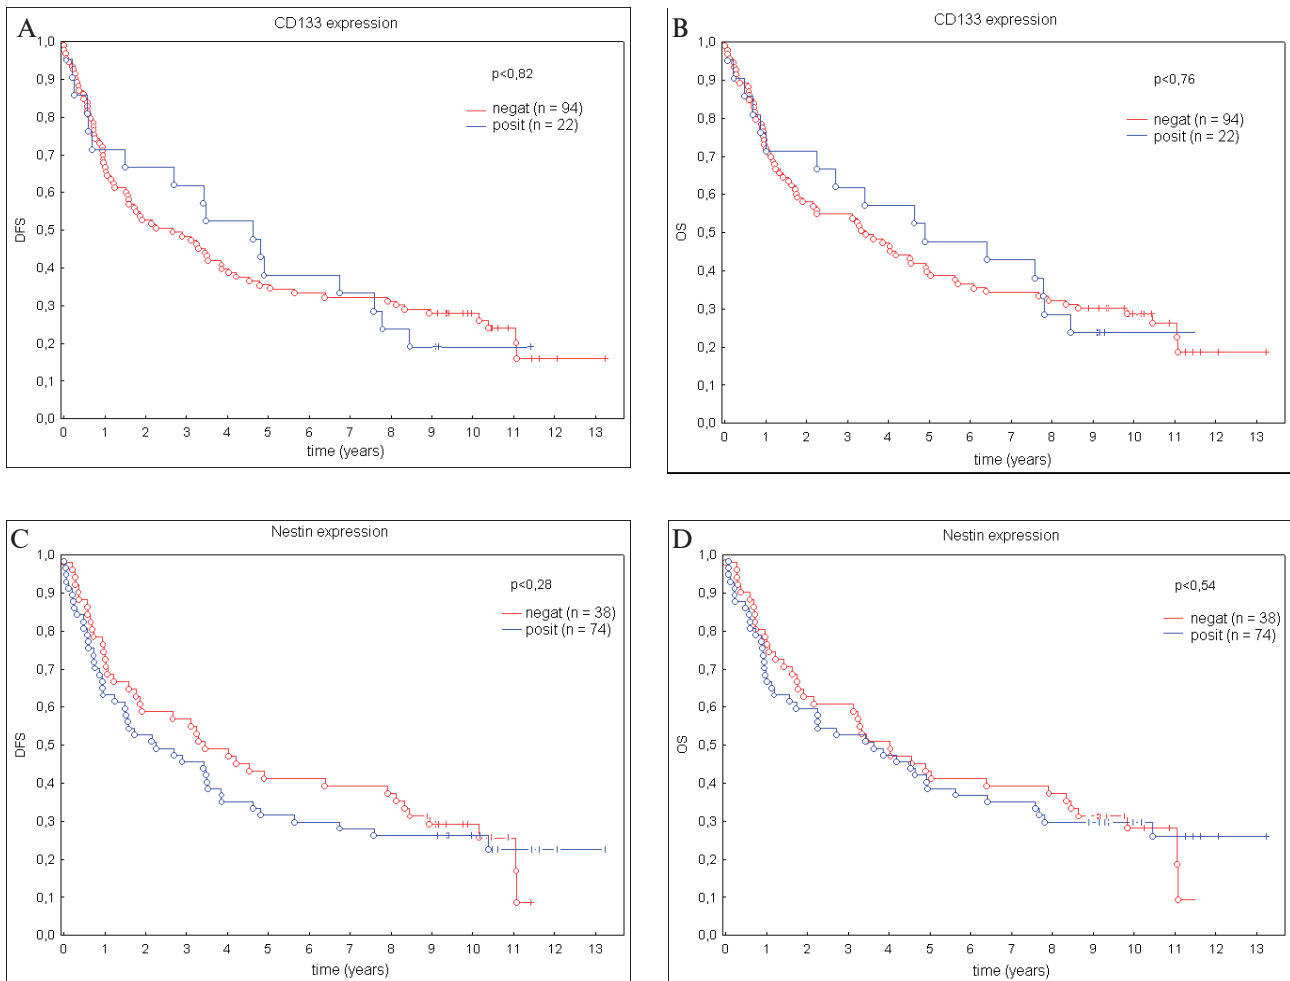 A
CD133 expression
p<0,82
negat (n = 94)
posit (n = 22)
DFS
1,0
0,9
0,8
0,7
0,6
0,5
0,4
0,3
0,2
0,1
0,0
0 1 2 3 4 5 6 7 8 9 10 11 12 13
time (years)
B
CD133 expression
p<0,76
negat (n = 94)
posit (n = 22)
OS
1,0
0,9
0,8
0,7
0,6
0,5
0,4
0,3
0,2
0,1
0,0
0 1 2 3 4 5 6 7 8 9 10 11 12 13
time (years)
C
Nestin expression
p<0,28
negat (n = 38)
posit (n = 74)
DFS
1,0
0,9
0,8
0,7
0,6
0,5
0,4
0,3
0,2
0,1
0,0
0 1 2 3 4 5 6 7 8 9 10 11 12 13
time (years)
D
Nestin expression
p<0,54
negat (n = 38)
posit (n = 74)
OS
1,0
0,9
0,8
0,7
0,6
0,5
0,4
0,3
0,2
0,1
0,0
0 1 2 3 4 5 6 7 8 9 10 11 12 13
time (years)